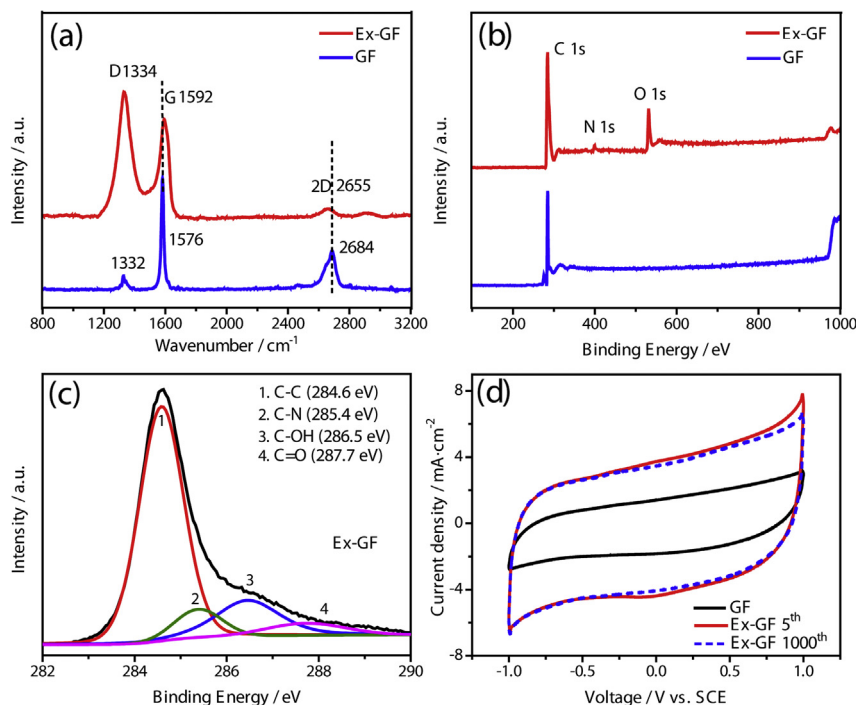 (a)
Ex-GF
GF
D1334
G 1592
2D 2655
1332
1576
2684
Intensity / a.u.
800 1200 1600 2000 2400 2800 3200
Wavenumber / cm-1
(b)
Ex-GF
GF
C 1s
O 1s
N 1s
Intensity / a.u.
200 400 600 800 1000
Binding Energy / eV
(c)
1. C-C (284.6 eV)
2. C-N (285.4 eV)
3. C-OH (286.5 eV)
4. C=O (287.7 eV)
1
2
3
4
Ex-GF
Intensity / a.u.
282 284 286 288 290
Binding Energy / eV
(d)
8
4
0
-4
-8
Current density / mA·cm-2
GF
Ex-GF 5th
Ex-GF 1000th
-1.0 -0.5 0.0 0.5 1.0
Voltage / V vs. SCE